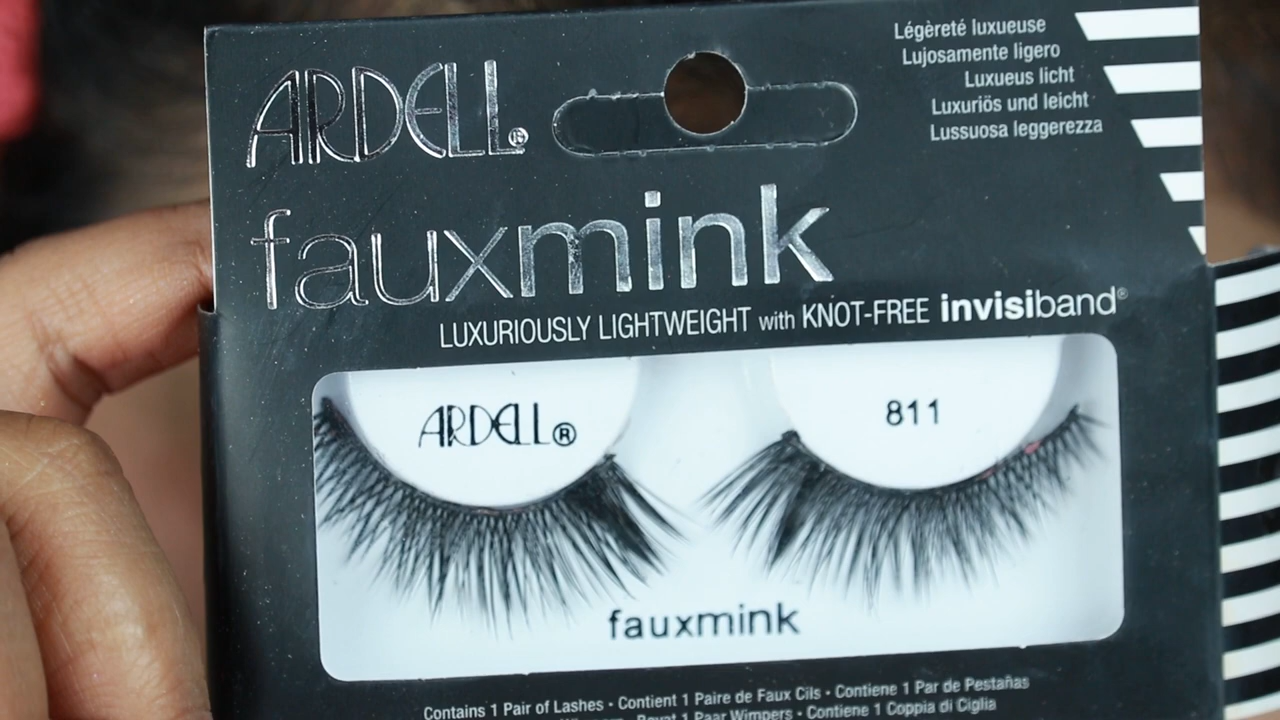 ARDELL®
Légèreté luxueuse
Lujosamente ligero
Luxueus licht
Luxuriös und leicht
Lussuosa leggerezza
fauxmink
LUXURIOUSLY LIGHTWEIGHT with KNOT-FREE invisiband®
ARDELL®
811
fauxmink
Contains 1 Pair of Lashes • Contient 1 Paire de Faux Cils • Contiene 1 Par de Pestañas
1 Paar Wimpers • Contiene 1 Coppia di Ciglia